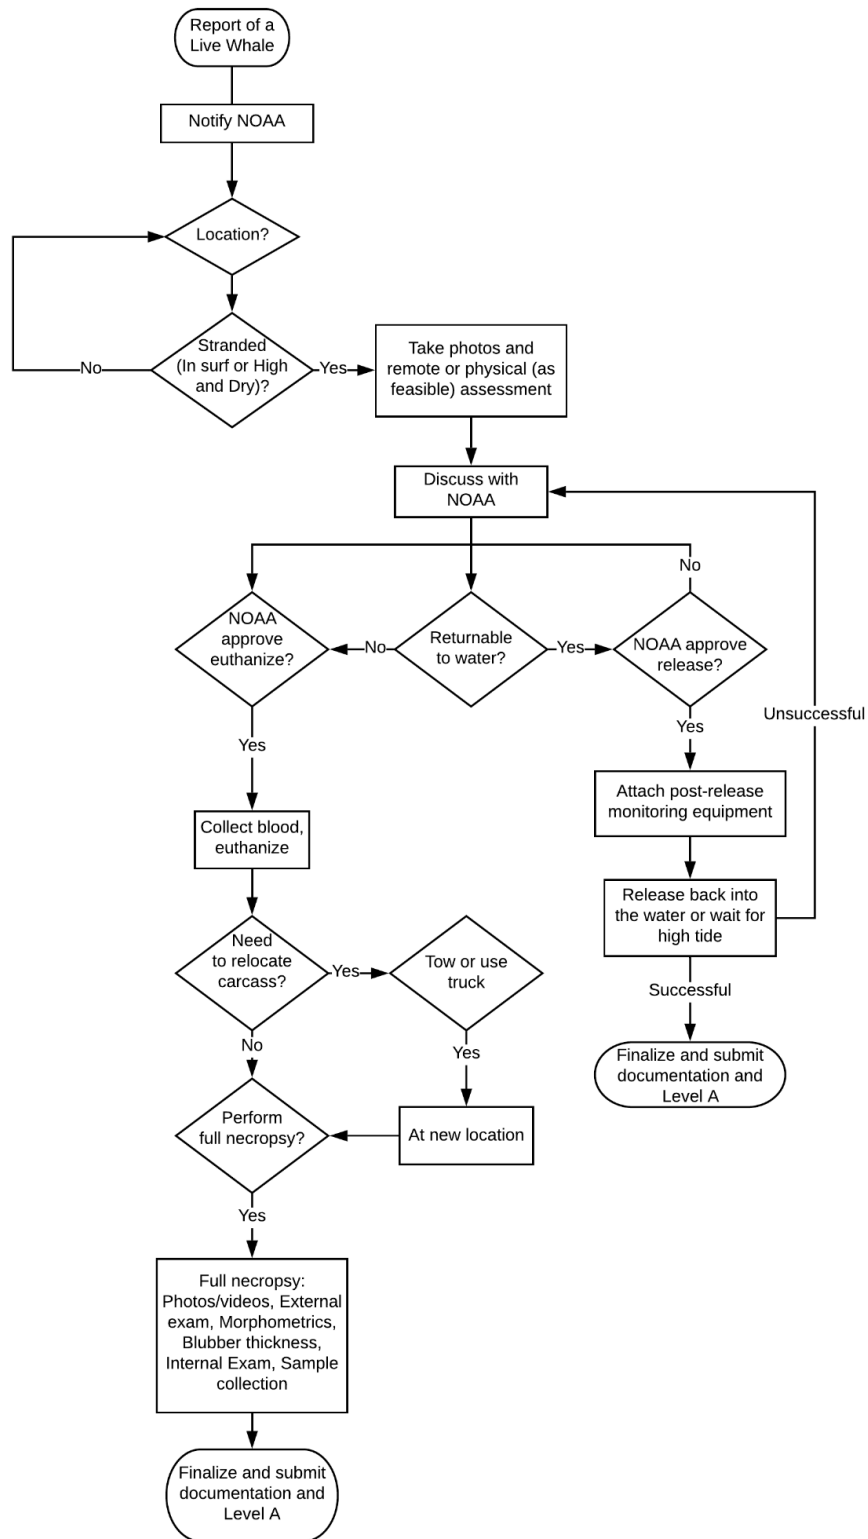 Report of a
Live Whale
Notify NOAA
Location?
Stranded
(In surf or High
and Dry)?
No
Yes
Take photos and
remote or physical (as
feasible) assessment
Discuss with
NOAA
No
NOAA
approve
euthanize?
No
Returnable
to water?
Yes
NOAA approve
release?
Unsuccessful
Yes
Yes
Attach post-release
monitoring equipment
Collect blood,
euthanize
Release back into
the water or wait for
high tide
Need
to relocate
carcass?
Yes
Tow or use
truck
Successful
No
Yes
Finalize and submit
documentation and
Level A
Perform
full necropsy?
At new location
Yes
Full necropsy:
Photos/videos, External
exam, Morphometrics,
Blubber thickness,
Internal Exam, Sample
collection
Finalize and submit
documentation and
Level A